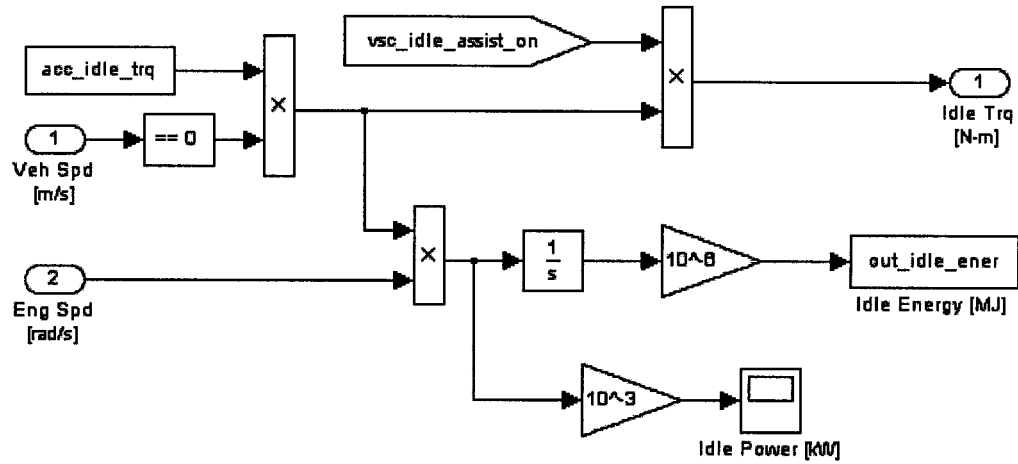 vsc_idle_assist_on
acc_idle_trq
×
×
1
Idle Trq
[N-m]
1
Veh Spd
[m/s]
== 0
×
2
Eng Spd
[rad/s]
1
s
10^-6
out_idle_ener
Idle Energy [MJ]
10^-3
Idle Power [kW]